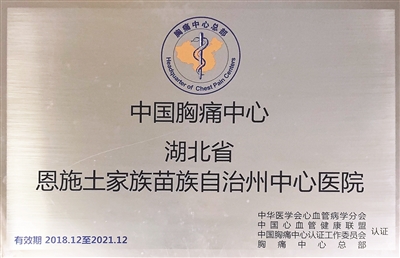 胸痛中心总部
Headquarter of Chest Pain Centers
中国胸痛中心
湖北省
恩施土家族苗族自治州中心医院
中华医学会心血管病学分会
中国心血管健康联盟
中国胸痛中心认证工作委员会 认证
胸痛中心总部
有效期 2018.12至2021.12